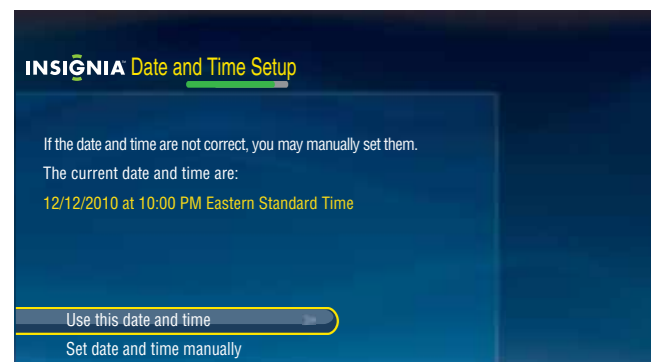 INSIGNIA Date and Time Setup
If the date and time are not correct, you may manually set them.
The current date and time are:
12/12/2010 at 10:00 PM Eastern Standard Time
Use this date and time
Set date and time manually